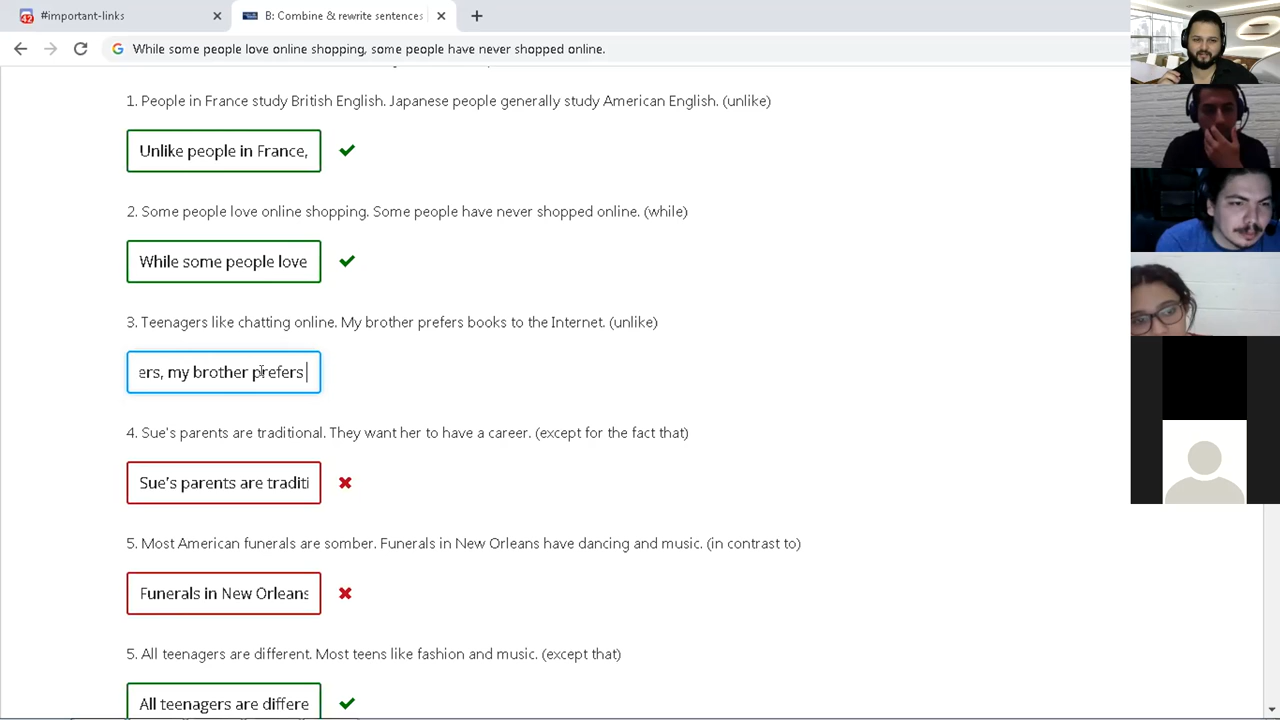 #important-links
B: Combine & rewrite sentences
While some people love online shopping, some people have never shopped online.
1. People in France study British English. Japanese people generally study American English. (unlike)
Unlike people in France,
2. Some people love online shopping. Some people have never shopped online. (while)
While some people love
3. Teenagers like chatting online. My brother prefers books to the Internet. (unlike)
ers, my brother prefers
4. Sue's parents are traditional. They want her to have a career. (except for the fact that)
Sue's parents are traditi
5. Most American funerals are somber. Funerals in New Orleans have dancing and music. (in contrast to)
Funerals in New Orleans
5. All teenagers are different. Most teens like fashion and music. (except that)
All teenagers are differe